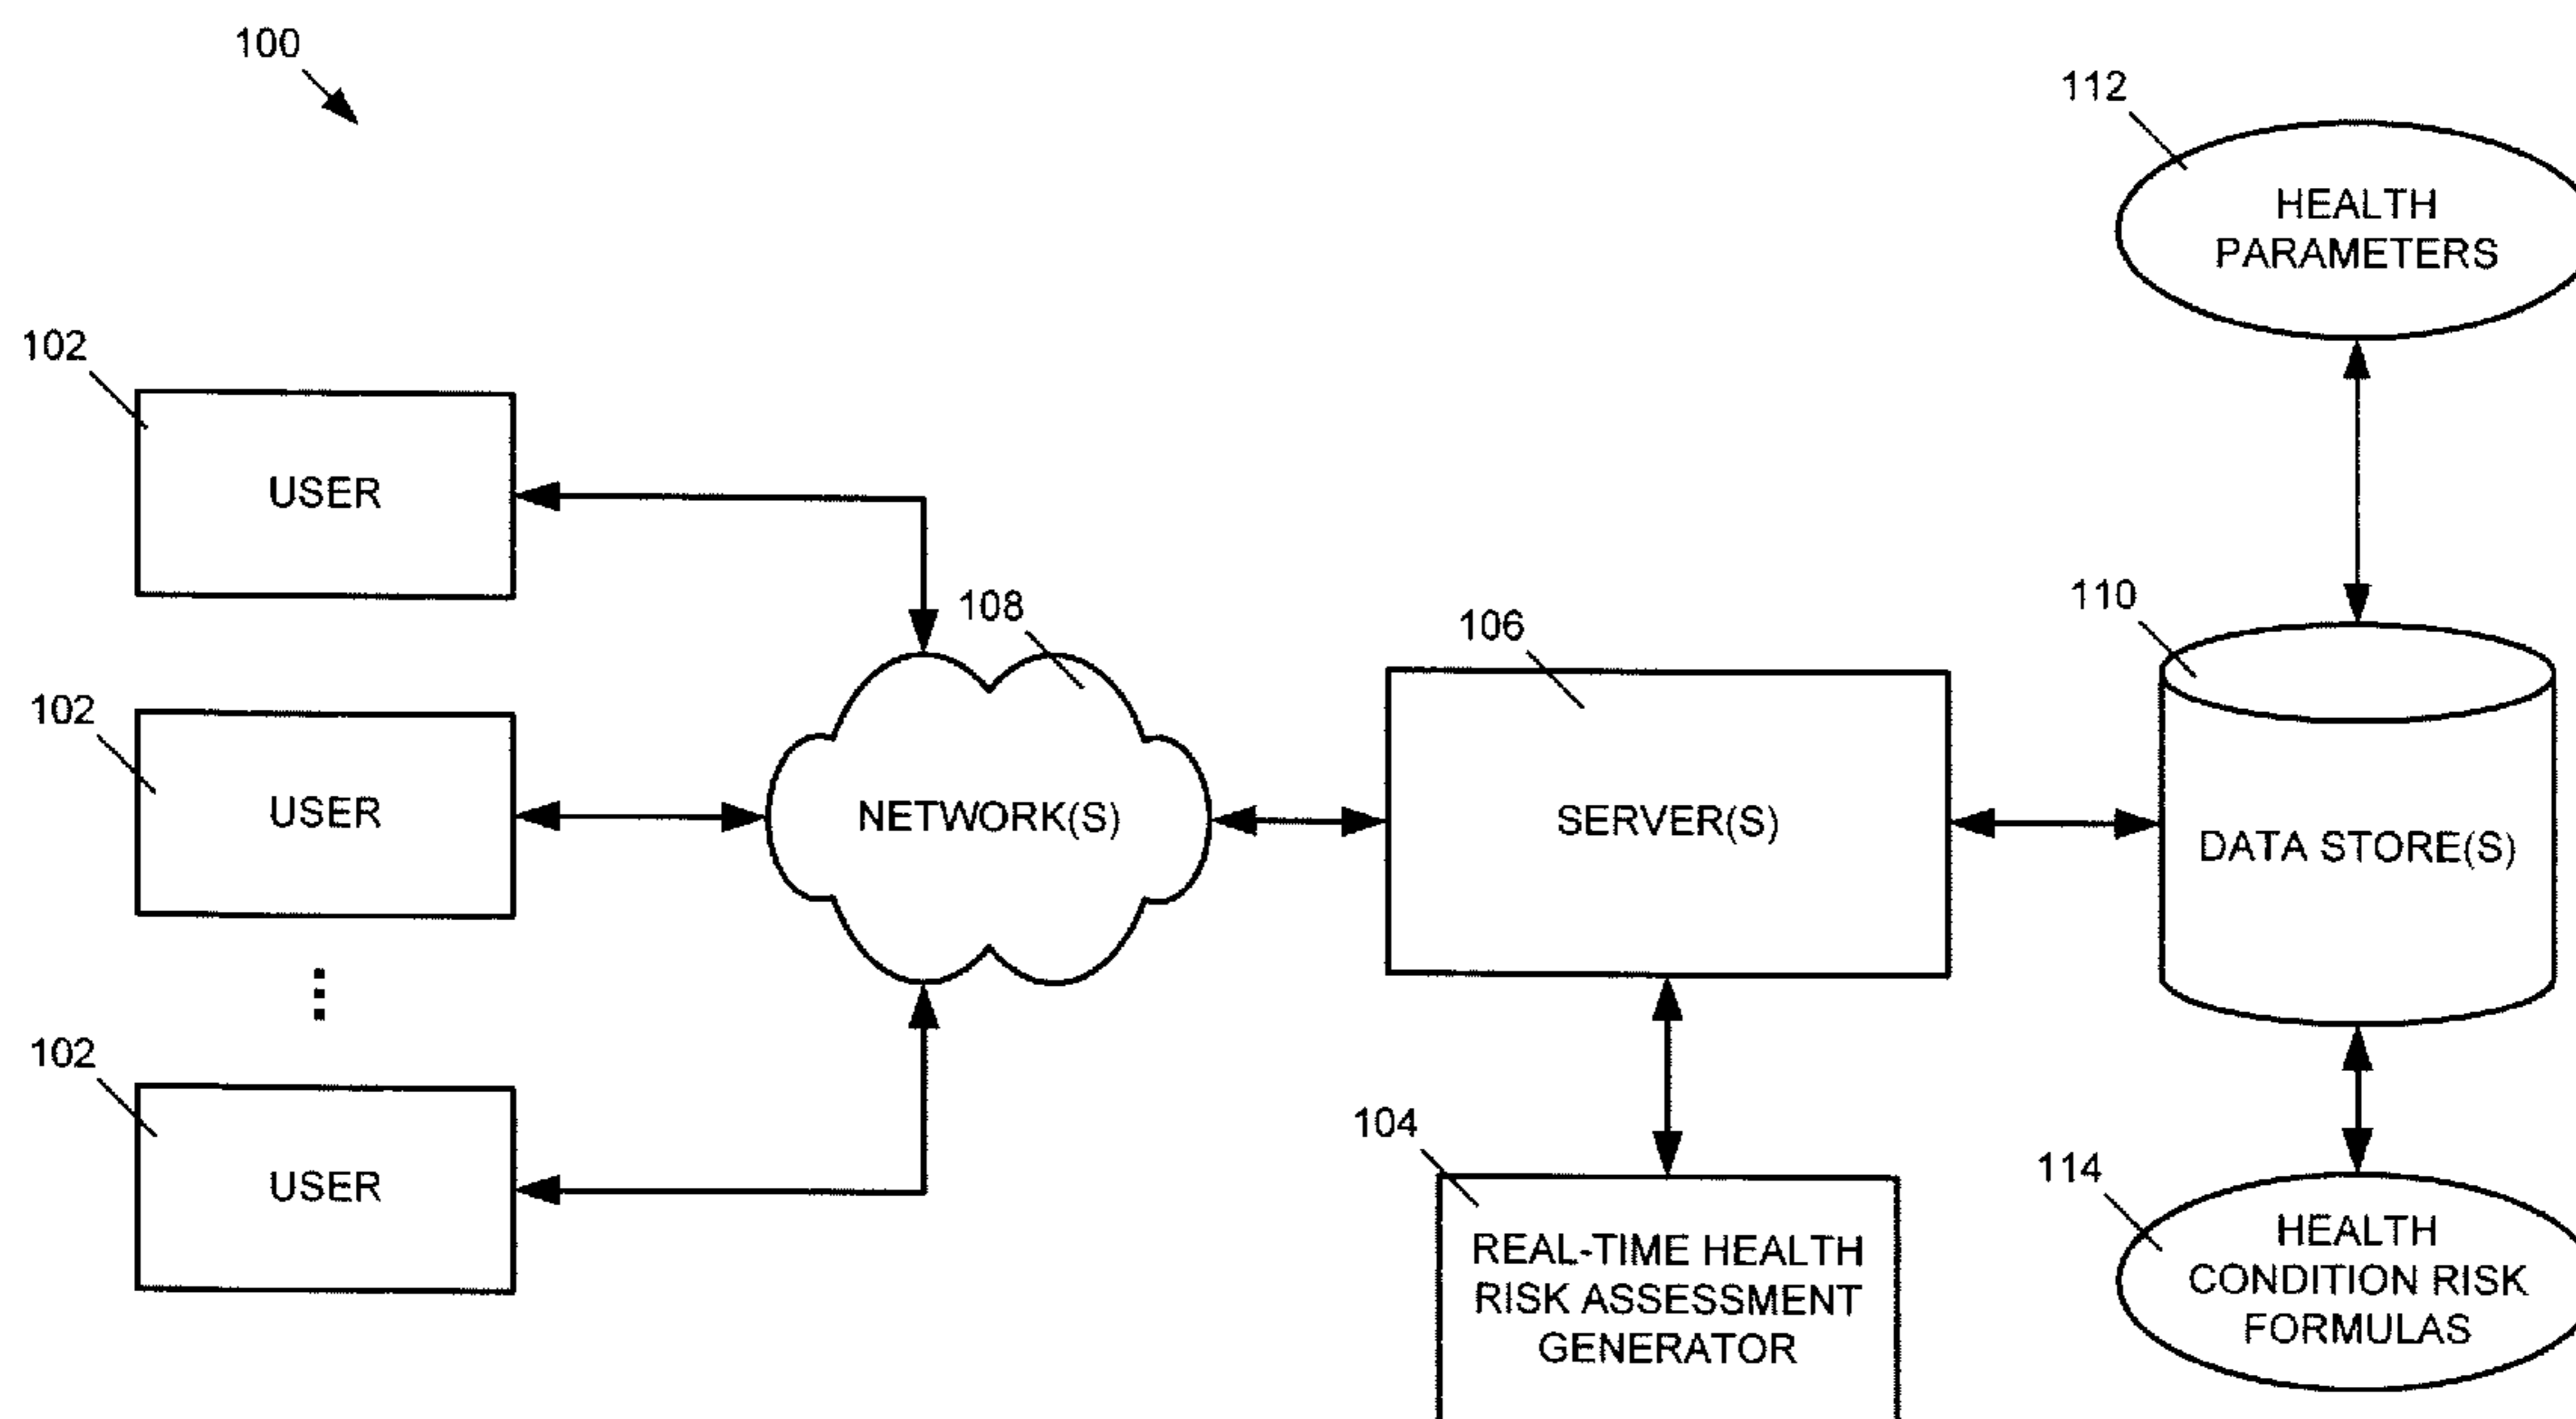 100
112
HEALTH
PARAMETERS
102
USER
108
106
110
102
USER
NETWORK(S)
SERVER(S)
DATA STORE(S)
102
USER
104
REAL-TIME HEALTH
RISK ASSESSMENT
GENERATOR
114
HEALTH
CONDITION RISK
FORMULAS